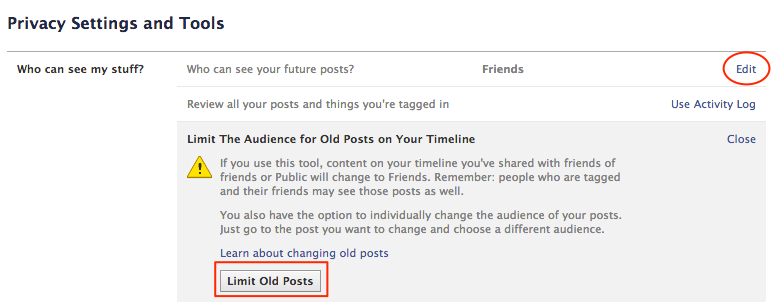 Privacy Settings and Tools
Who can see my stuff? Who can see your future posts? Friends Edit
Review all your posts and things you're tagged in Use Activity Log
Limit The Audience for Old Posts on Your Timeline Close
If you use this tool, content on your timeline you've shared with friends of
friends or Public will change to Friends. Remember: people who are tagged
and their friends may see those posts as well.
You also have the option to individually change the audience of your posts.
Just go to the post you want to change and choose a different audience.
Learn about changing old posts
Limit Old Posts